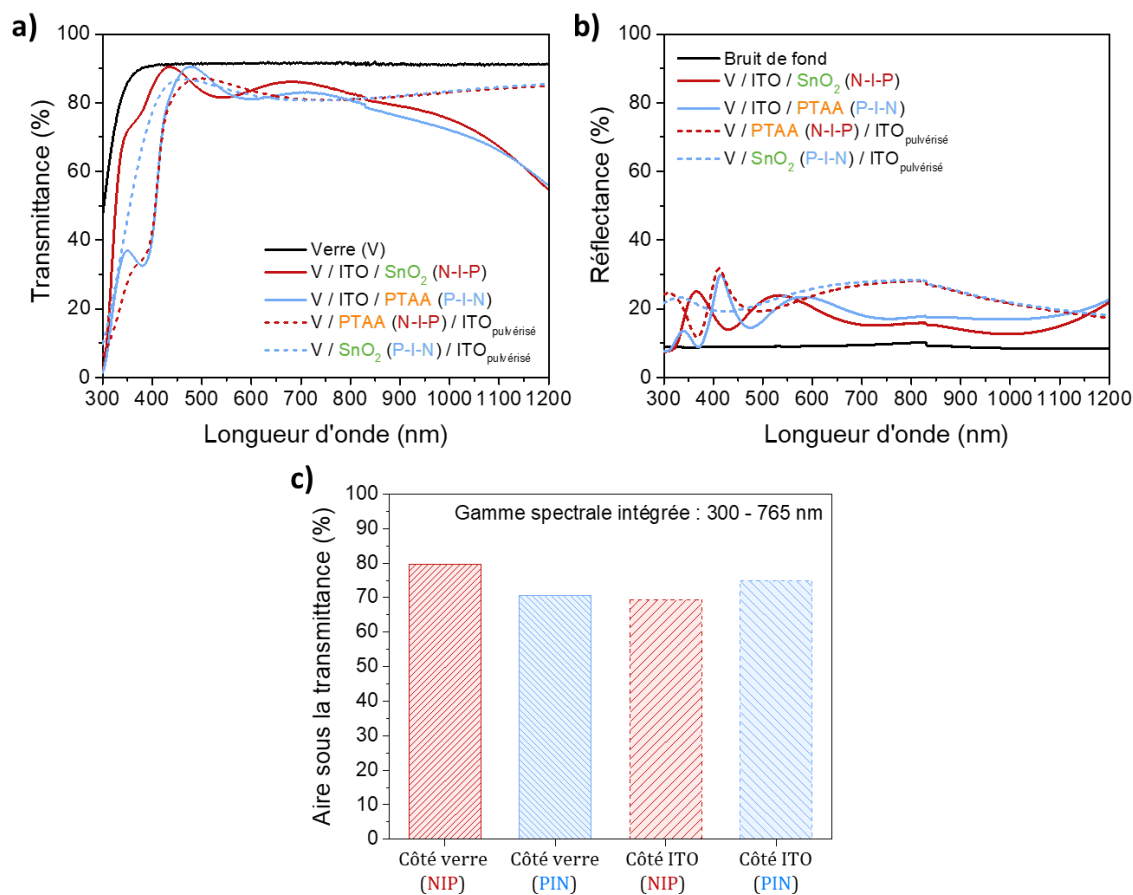 a)
100
80
60
40
20
0
Transmittance (%)
Verre (V)
V / ITO / SnO₂ (N-I-P)
V / ITO / PTAA (P-I-N)
V / PTAA (N-I-P) / ITOpulvérisé
V / SnO₂ (P-I-N) / ITOpulvérisé
300 400 500 600 700 800 900 1000 1100 1200
Longueur d'onde (nm)
b)
100
80
60
40
20
0
Réflectance (%)
Bruit de fond
V / ITO / SnO₂ (N-I-P)
V / ITO / PTAA (P-I-N)
V / PTAA (N-I-P) / ITOpulvérisé
V / SnO₂ (P-I-N) / ITOpulvérisé
300 400 500 600 700 800 900 1000 1100 1200
Longueur d'onde (nm)
c)
100
90
80
70
60
50
40
30
20
10
0
Aire sous la transmittance (%)
Gamme spectrale intégrée : 300 - 765 nm
Côté verre Côté verre Côté ITO Côté ITO
(NIP) (PIN) (NIP) (PIN)